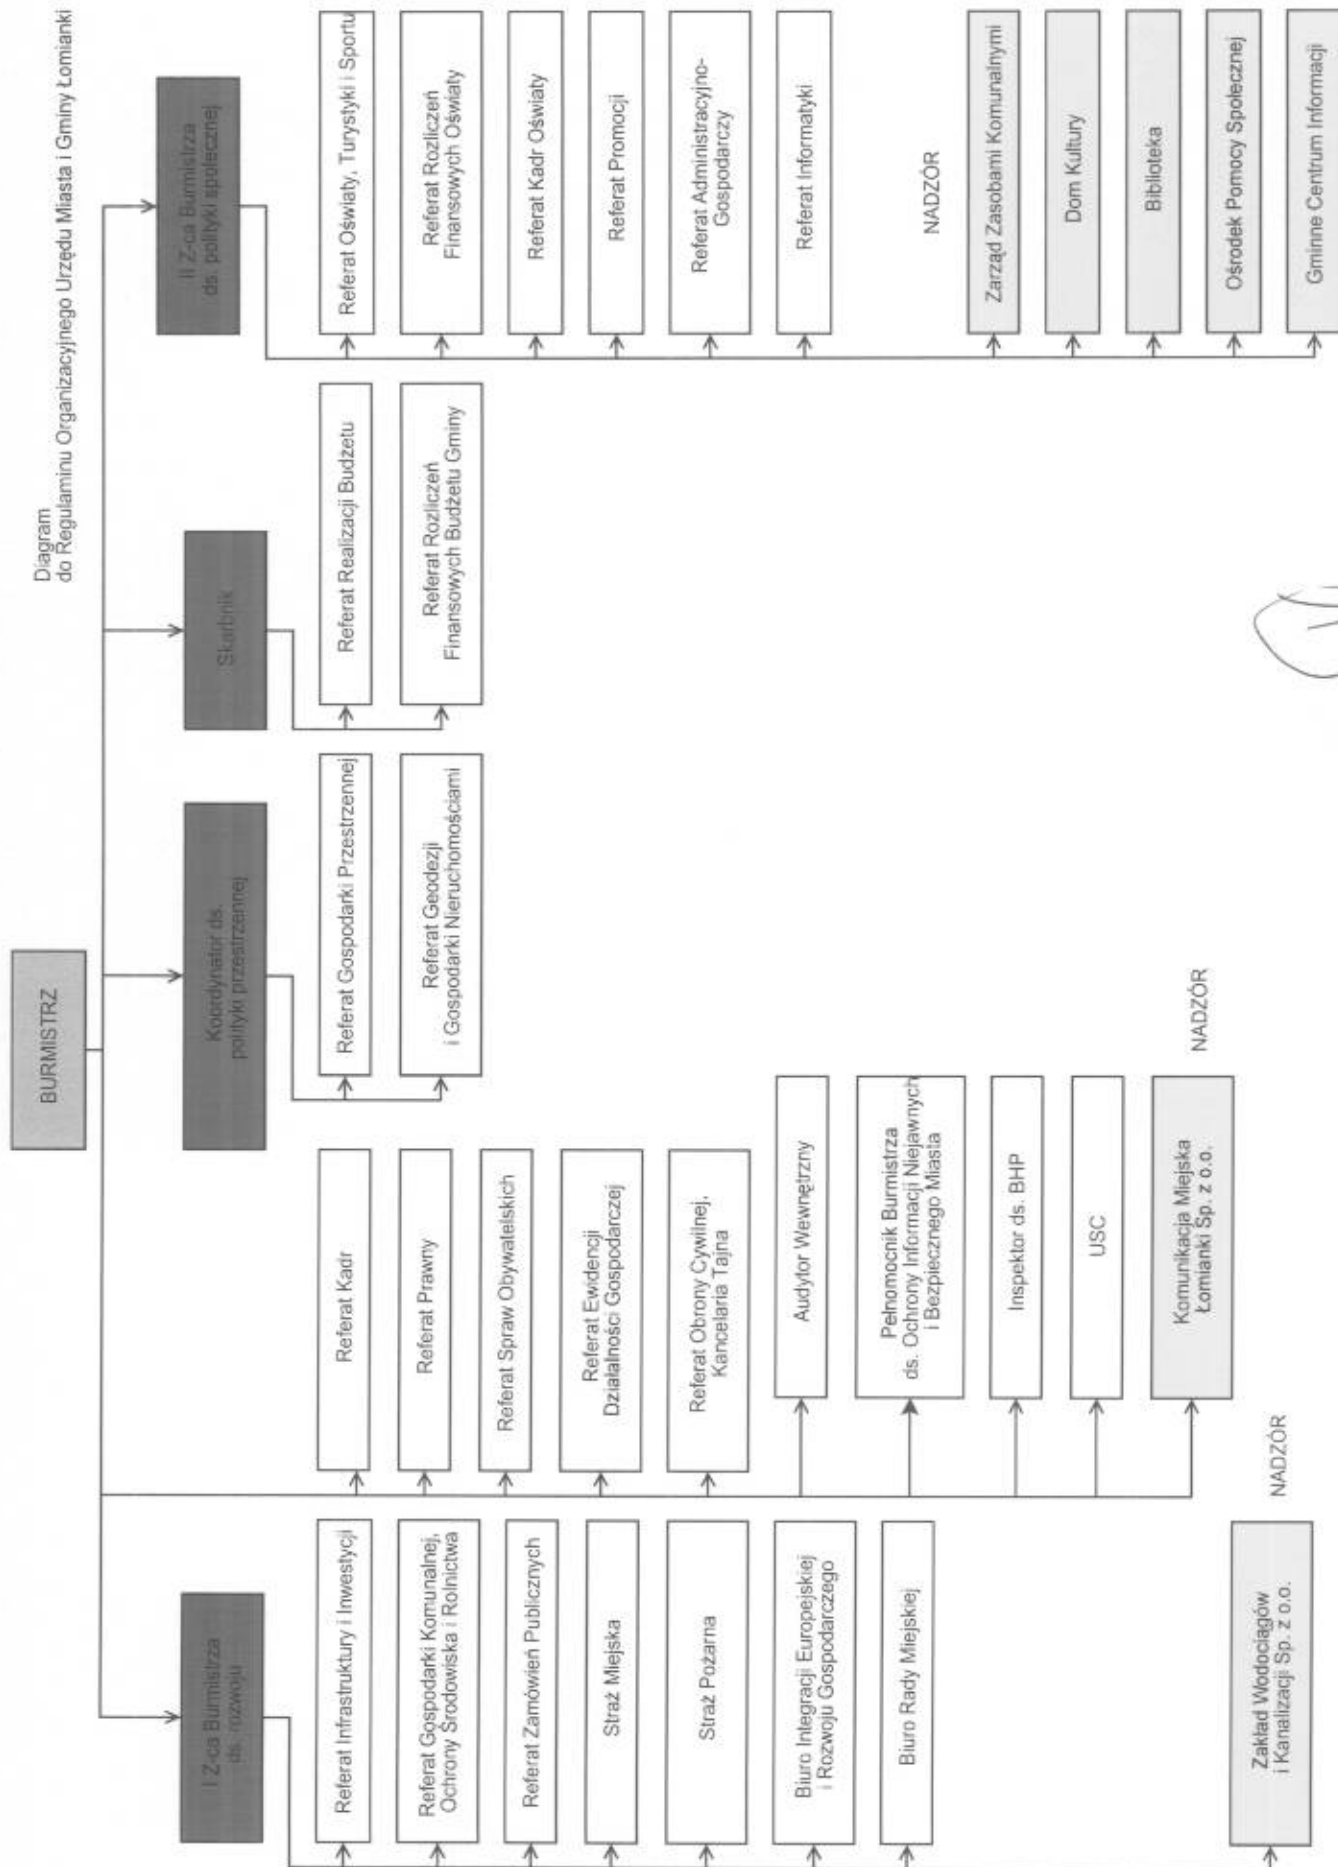 Diagram
do Regulaminu Organizacyjnego Urzędu Miasta i Gminy Łomianki
BURMISTRZ
I Z-ca Burmistrza
ds. rozwoju
Referat Infrastruktury i Inwestycji
Referat Gospodarki Komunalnej,
Ochrony Środowiska i Rolnictwa
Referat Zamówień Publicznych
Straż Miejska
Straż Pożarna
Biuro Integracji Europejskiej
i Rozwoju Gospodarczego
Biuro Rady Miejskiej
NADZÓR
Zakład Wodociągów
i Kanalizacji Sp. z o.o.
Referat Kadr
Referat Prawny
Referat Spraw Obywatelskich
Referat Ewidencji
Działalności Gospodarczej
Referat Obrony Cywilnej,
Kancelaria Tajna
Audytor Wewnętrzny
Pełnomocnik Burmistrza
ds. Ochrony Informacji Niejawnych
i Bezpiecznego Miasta
Inspektor ds. BHP
USC
NADZÓR
Komunikacja Miejska
Łomianki Sp. z o.o.
Koordynator ds.
polityki przestrzennej
Referat Gospodarki Przestrzennej
Referat Geodezji
i Gospodarki Nieruchomościami
Skarbnik
Referat Realizacji Budżetu
Referat Rozliczeń
Finansowych Budżetu Gminy
II Z-ca Burmistrza
ds. polityki społecznej
Referat Oświaty, Turystyki i Sportu
Referat Rozliczeń
Finansowych Oświaty
Referat Kadr Oświaty
Referat Promocji
Referat Administracyjno-
Gospodarczy
Referat Informatyki
NADZÓR
Zarząd Zasobami Komunalnymi
Dom Kultury
Biblioteka
Ośrodek Pomocy Społecznej
Gminne Centrum Informacji